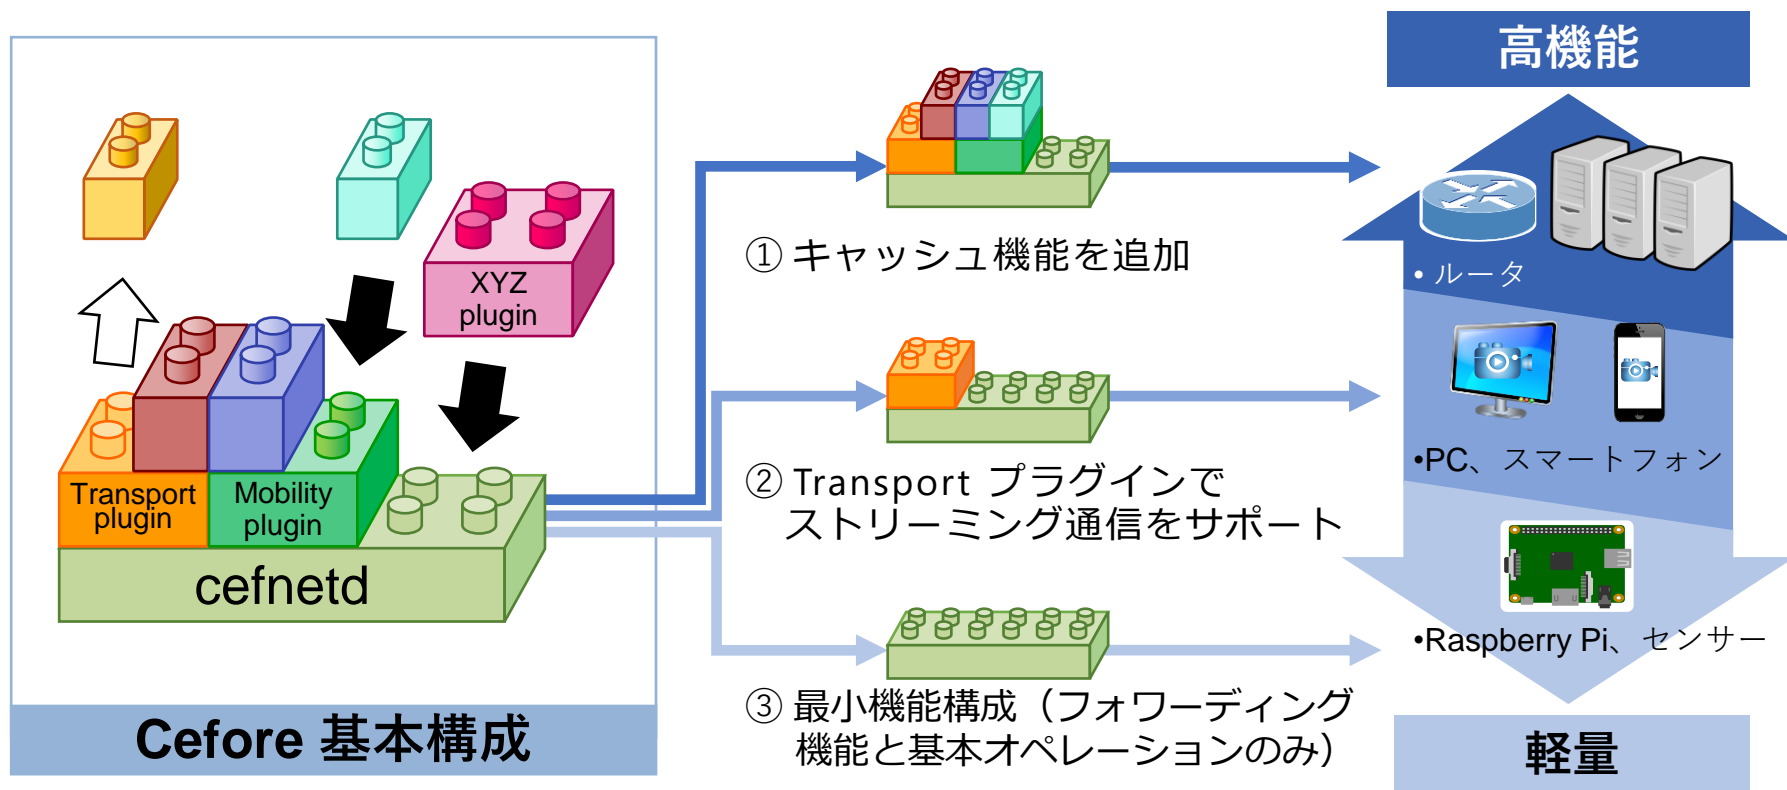 XYZ
plugin
Transport
plugin
Mobility
plugin
cefnetd
Cefore 基本構成
① キャッシュ機能を追加
② Transport プラグインで
ストリーミング通信をサポート
③ 最小機能構成（フォワーディング
機能と基本オペレーションのみ）
高機能
• ルータ
•PC、スマートフォン
•Raspberry Pi、センサー
軽量